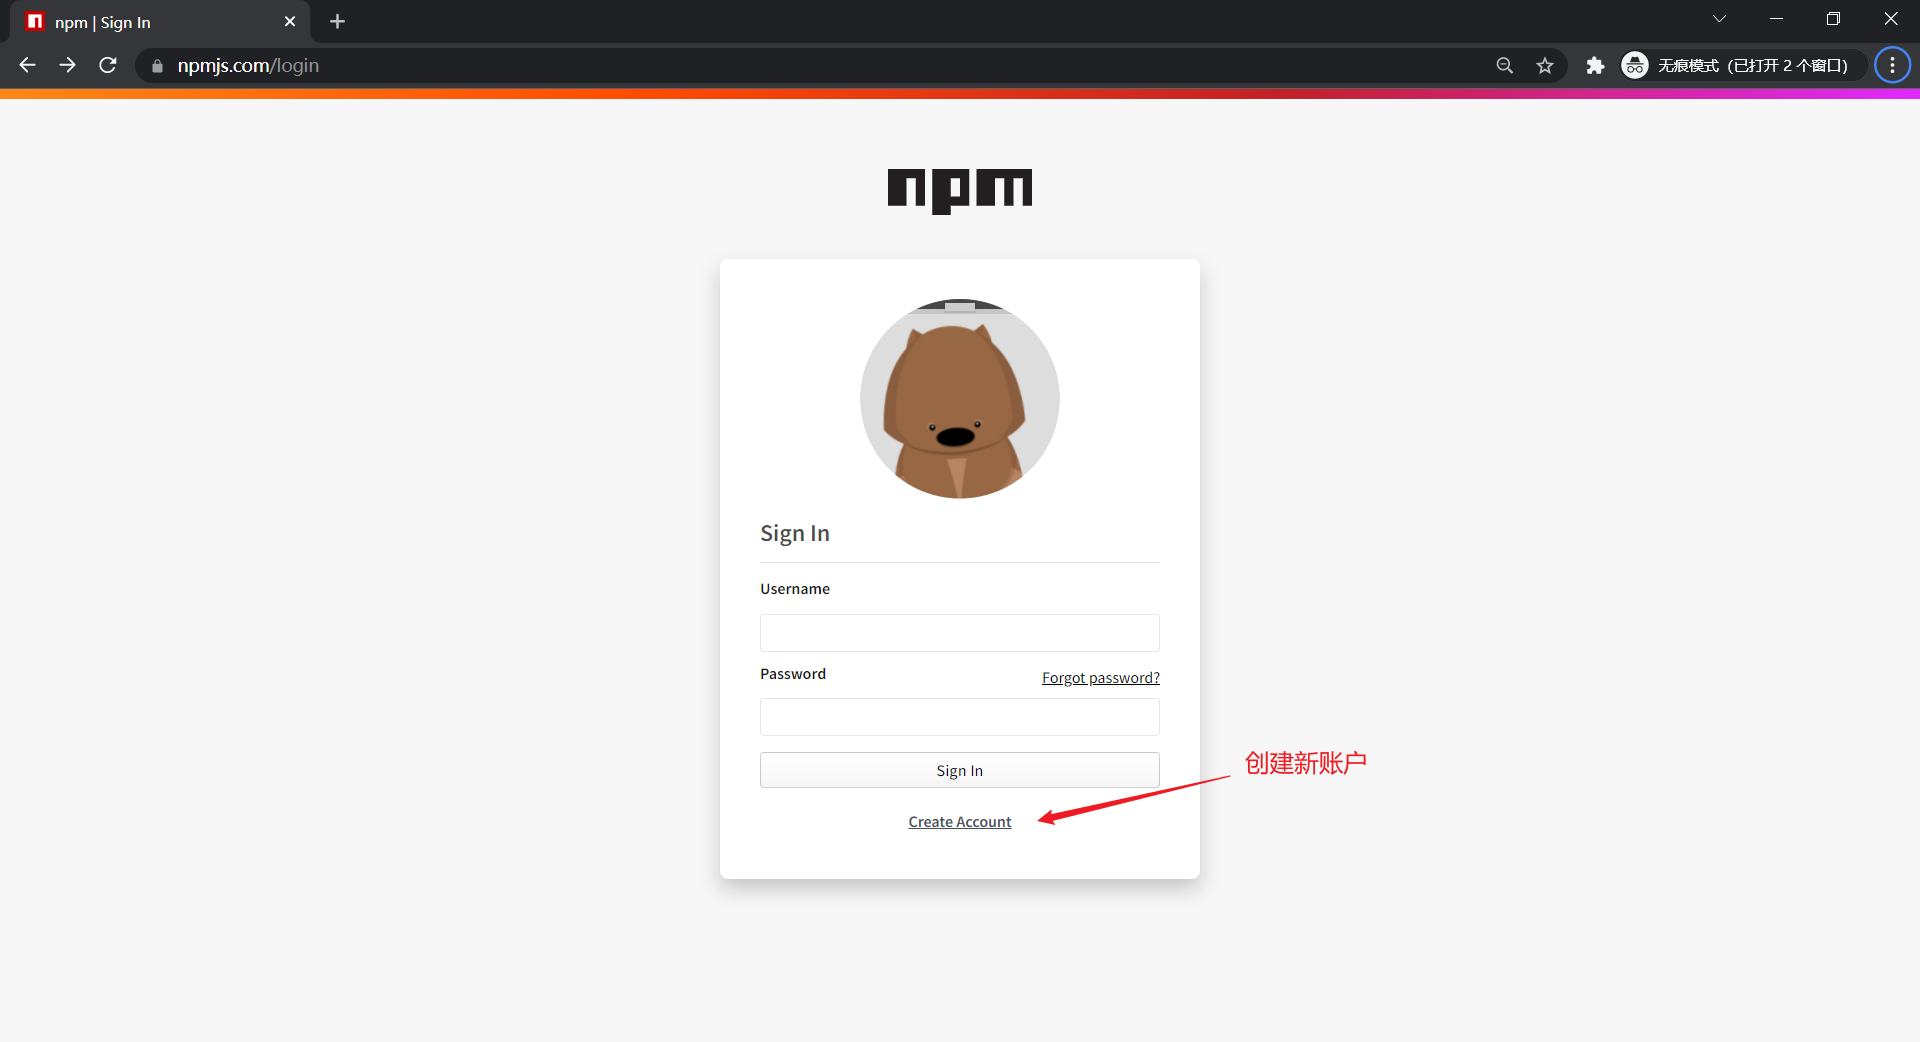 npm | Sign In
npmjs.com/login
无痕模式 (已打开 2 个窗口)
npm
Sign In
Username
Password
Forgot password?
Sign In
创建新账户
Create Account